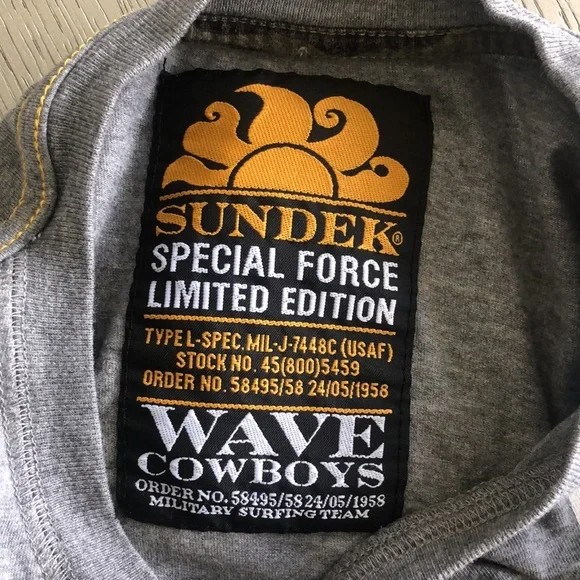 SUNDEK®
SPECIAL FORCE
LIMITED EDITION
TYPE L-SPEC. MIL-J-7448C (USAF)
STOCK NO. 45(800)5459
ORDER NO. 58495/58 24/05/1958
WAVE
COWBOYS
ORDER NO. 58495/58 24/05/1958
MILITARY SURFING TEAM